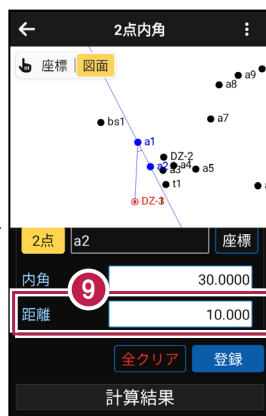 2点内角
座標 図面
a9
a8
bs1
a7
a1
DZ-2
a2 a3 a4 a5
t1
DZ-3
2点 a2 座標
内角 30.0000
9
距離 10.000
全クリア 登録
計算結果